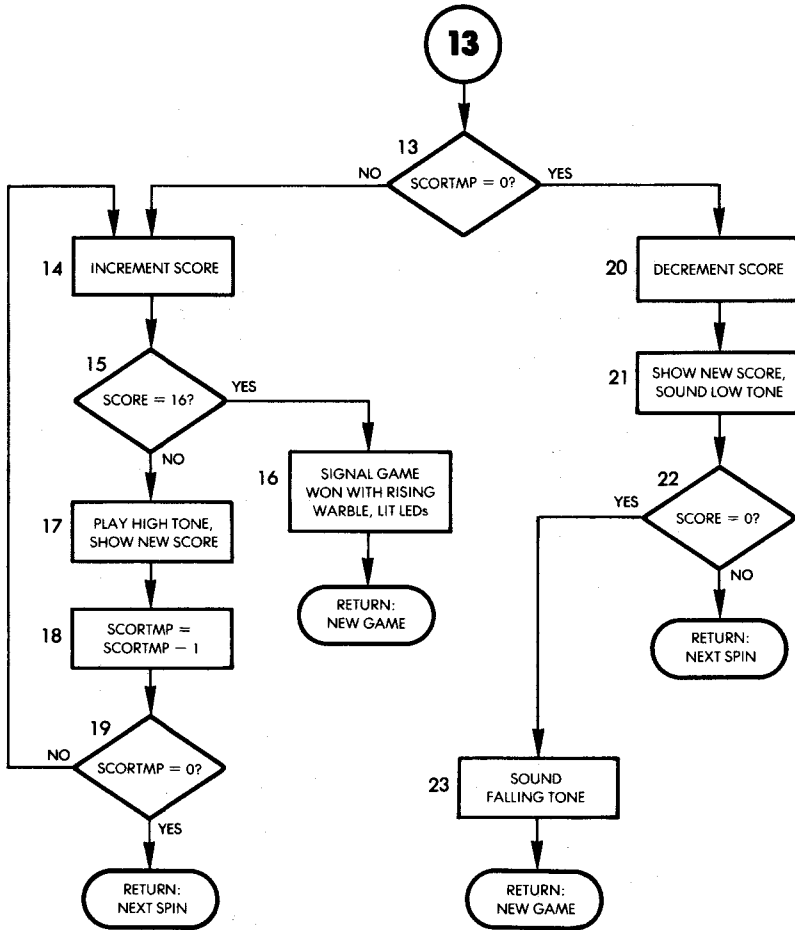 13
13
NO
SCORTMP = 0?
YES
14
INCREMENT SCORE
20
DECREMENT SCORE
15
SCORE = 16?
YES
NO
21
SHOW NEW SCORE,
SOUND LOW TONE
16
SIGNAL GAME
WON WITH RISING
WARBLE, LIT LEDs
22
YES
SCORE = 0?
NO
17
PLAY HIGH TONE,
SHOW NEW SCORE
RETURN:
NEW GAME
18
SCORTMP =
SCORTMP − 1
RETURN:
NEXT SPIN
19
NO
SCORTMP = 0?
YES
23
SOUND
FALLING TONE
RETURN:
NEXT SPIN
RETURN:
NEW GAME